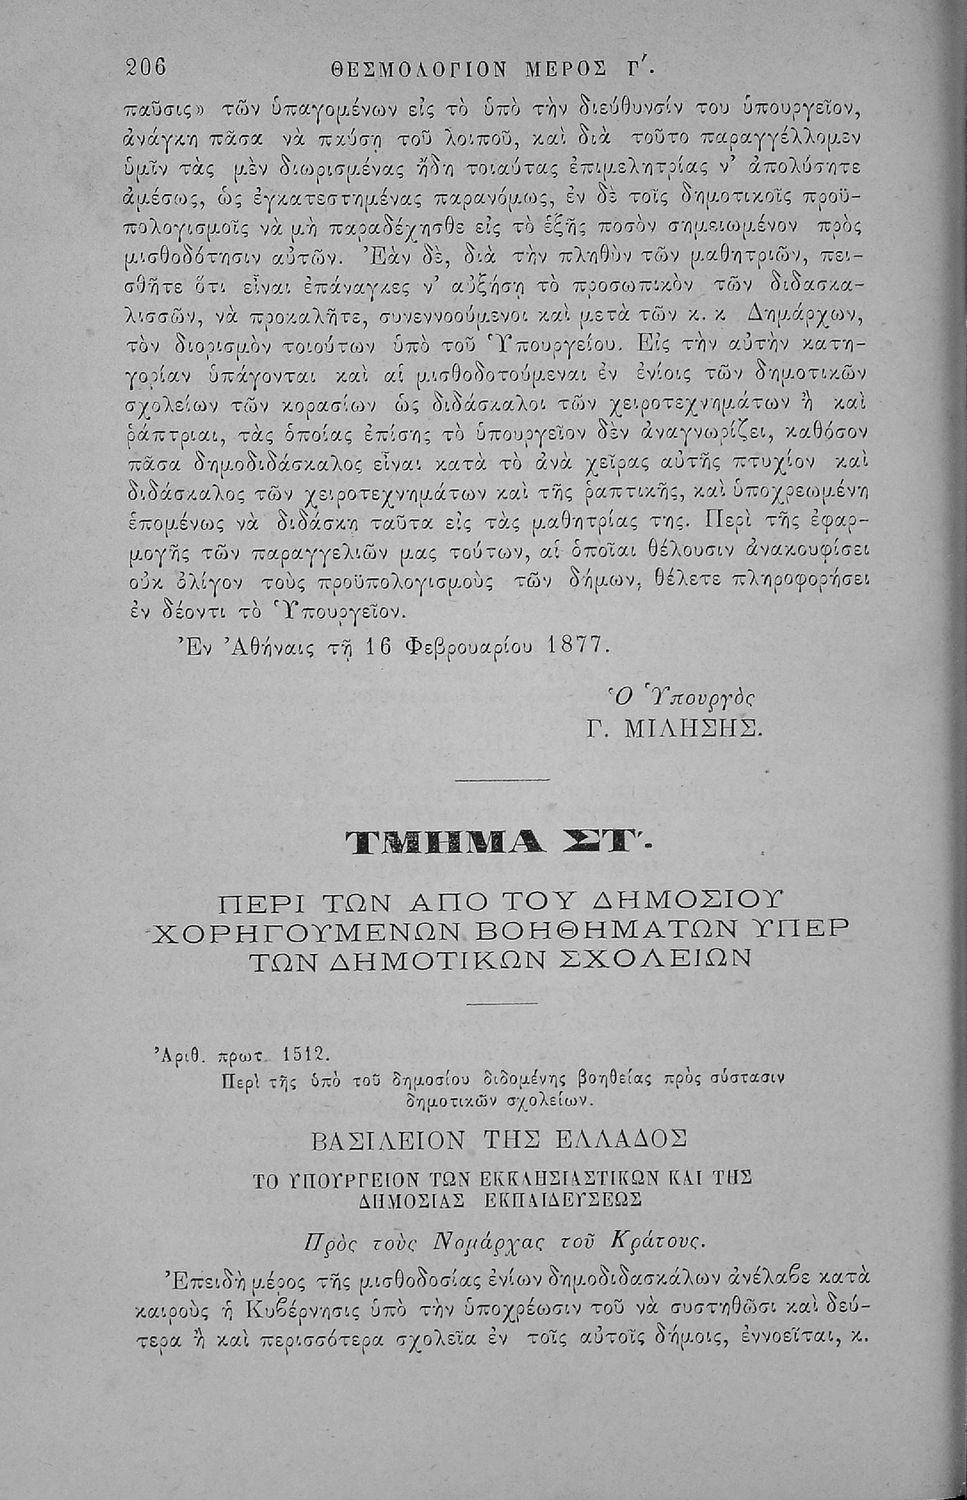 206 ΘΕΣΜΟΛΟΓΙΟΝ ΜΕΡΟΣ Γ΄.
παῦσις» τῶν ὑπαγομένων εἰς τὸ ὑπὸ τὴν διεύθυνσίν του ὑπουργεῖον,
ἀνάγκη πᾶσα νὰ παύσῃ τοῦ λοιποῦ, καὶ διὰ τοῦτο παραγγέλλομεν
ὑμῖν τὰς μὲν διωρισμένας ἤδη τοιαύτας ἐπιμελητρίας ν’ ἀπολύσητε
ἀμέσως, ὡς ἐγκατεστημένας παρανόμως, ἐν δὲ τοῖς δημοτικοῖς προϋ-
πολογισμοῖς νὰ μὴ παραδέχησθε εἰς τὸ ἑξῆς ποσὸν σημειωμένον πρὸς
μισθοδότησιν αὐτῶν. Ἐὰν δὲ, διὰ τὴν πληθὺν τῶν μαθητριῶν, πει-
σθῆτε ὅτι εἶναι ἐπάναγκες ν’ αὐξήσῃ τὸ προσωπικὸν τῶν διδασκα-
λισσῶν, νὰ προκαλῆτε, συνεννοούμενοι καὶ μετὰ τῶν κ. κ Δημάρχων,
τὸν διορισμὸν τοιούτων ὑπὸ τοῦ Ὑπουργείου. Εἰς τὴν αὐτὴν κατη-
γορίαν ὑπάγονται καὶ αἱ μισθοδοτούμεναι ἐν ἐνίοις τῶν δημοτικῶν
σχολείων τῶν κορασίων ὡς διδάσκαλοι τῶν χειροτεχνημάτων ἢ καὶ
ῥάπτριαι, τὰς ὁποίας ἐπίσης τὸ ὑπουργεῖον δὲν ἀναγνωρίζει, καθόσον
πᾶσα δημοδιδάσκαλος εἶναι κατὰ τὸ ἀνὰ χεῖρας αὐτῆς πτυχίον καὶ
διδάσκαλος τῶν χειροτεχνημάτων καὶ τῆς ῥαπτικῆς, καὶ ὑποχρεωμένη
ἑπομένως νὰ διδάσκῃ ταῦτα εἰς τὰς μαθητρίας της. Περὶ τῆς ἐφαρ-
μογῆς τῶν παραγγελιῶν μας τούτων, αἱ ὁποῖαι θέλουσιν ἀνακουφίσει
οὐκ ὀλίγον τοὺς προϋπολογισμοὺς τῶν δήμων, θέλετε πληροφορήσει
ἐν δέοντι τὸ Ὑπουργεῖον.
Ἐν Ἀθήναις τῇ 16 Φεβρουαρίου 1877.
Ὁ Ὑπουργὸς
Γ. ΜΙΛΗΣΗΣ.
ΤΜΗΜΑ ΣΤ΄.
ΠΕΡΙ ΤΩΝ ΑΠΟ ΤΟΥ ΔΗΜΟΣΙΟΥ
ΧΟΡΗΓΟΥΜΕΝΩΝ ΒΟΗΘΗΜΑΤΩΝ ΥΠΕΡ
ΤΩΝ ΔΗΜΟΤΙΚΩΝ ΣΧΟΛΕΙΩΝ
Ἀριθ. πρωτ. 1512.
Περὶ τῆς ὑπὸ τοῦ δημοσίου διδομένης βοηθείας πρὸς σύστασιν
δημοτικῶν σχολείων.
ΒΑΣΙΛΕΙΟΝ ΤΗΣ ΕΛΛΑΔΟΣ
ΤΟ ΥΠΟΥΡΓΕΙΟΝ ΤΩΝ ΕΚΚΛΗΣΙΑΣΤΙΚΩΝ ΚΑΙ ΤΗΣ
ΔΗΜΟΣΙΑΣ ΕΚΠΑΙΔΕΥΣΕΩΣ
Πρὸς τοὺς Νομάρχας τοῦ Κράτους.
Ἐπειδὴ μέρος τῆς μισθοδοσίας ἐνίων δημοδιδασκάλων ἀνέλαβε κατὰ
καιροὺς ἡ Κυβέρνησις ὑπὸ τὴν ὑποχρέωσιν τοῦ νὰ συστηθῶσι καὶ δεύ-
τερα ἢ καὶ περισσότερα σχολεῖα ἐν τοῖς αὐτοῖς δήμοις, ἐννοεῖται, κ.